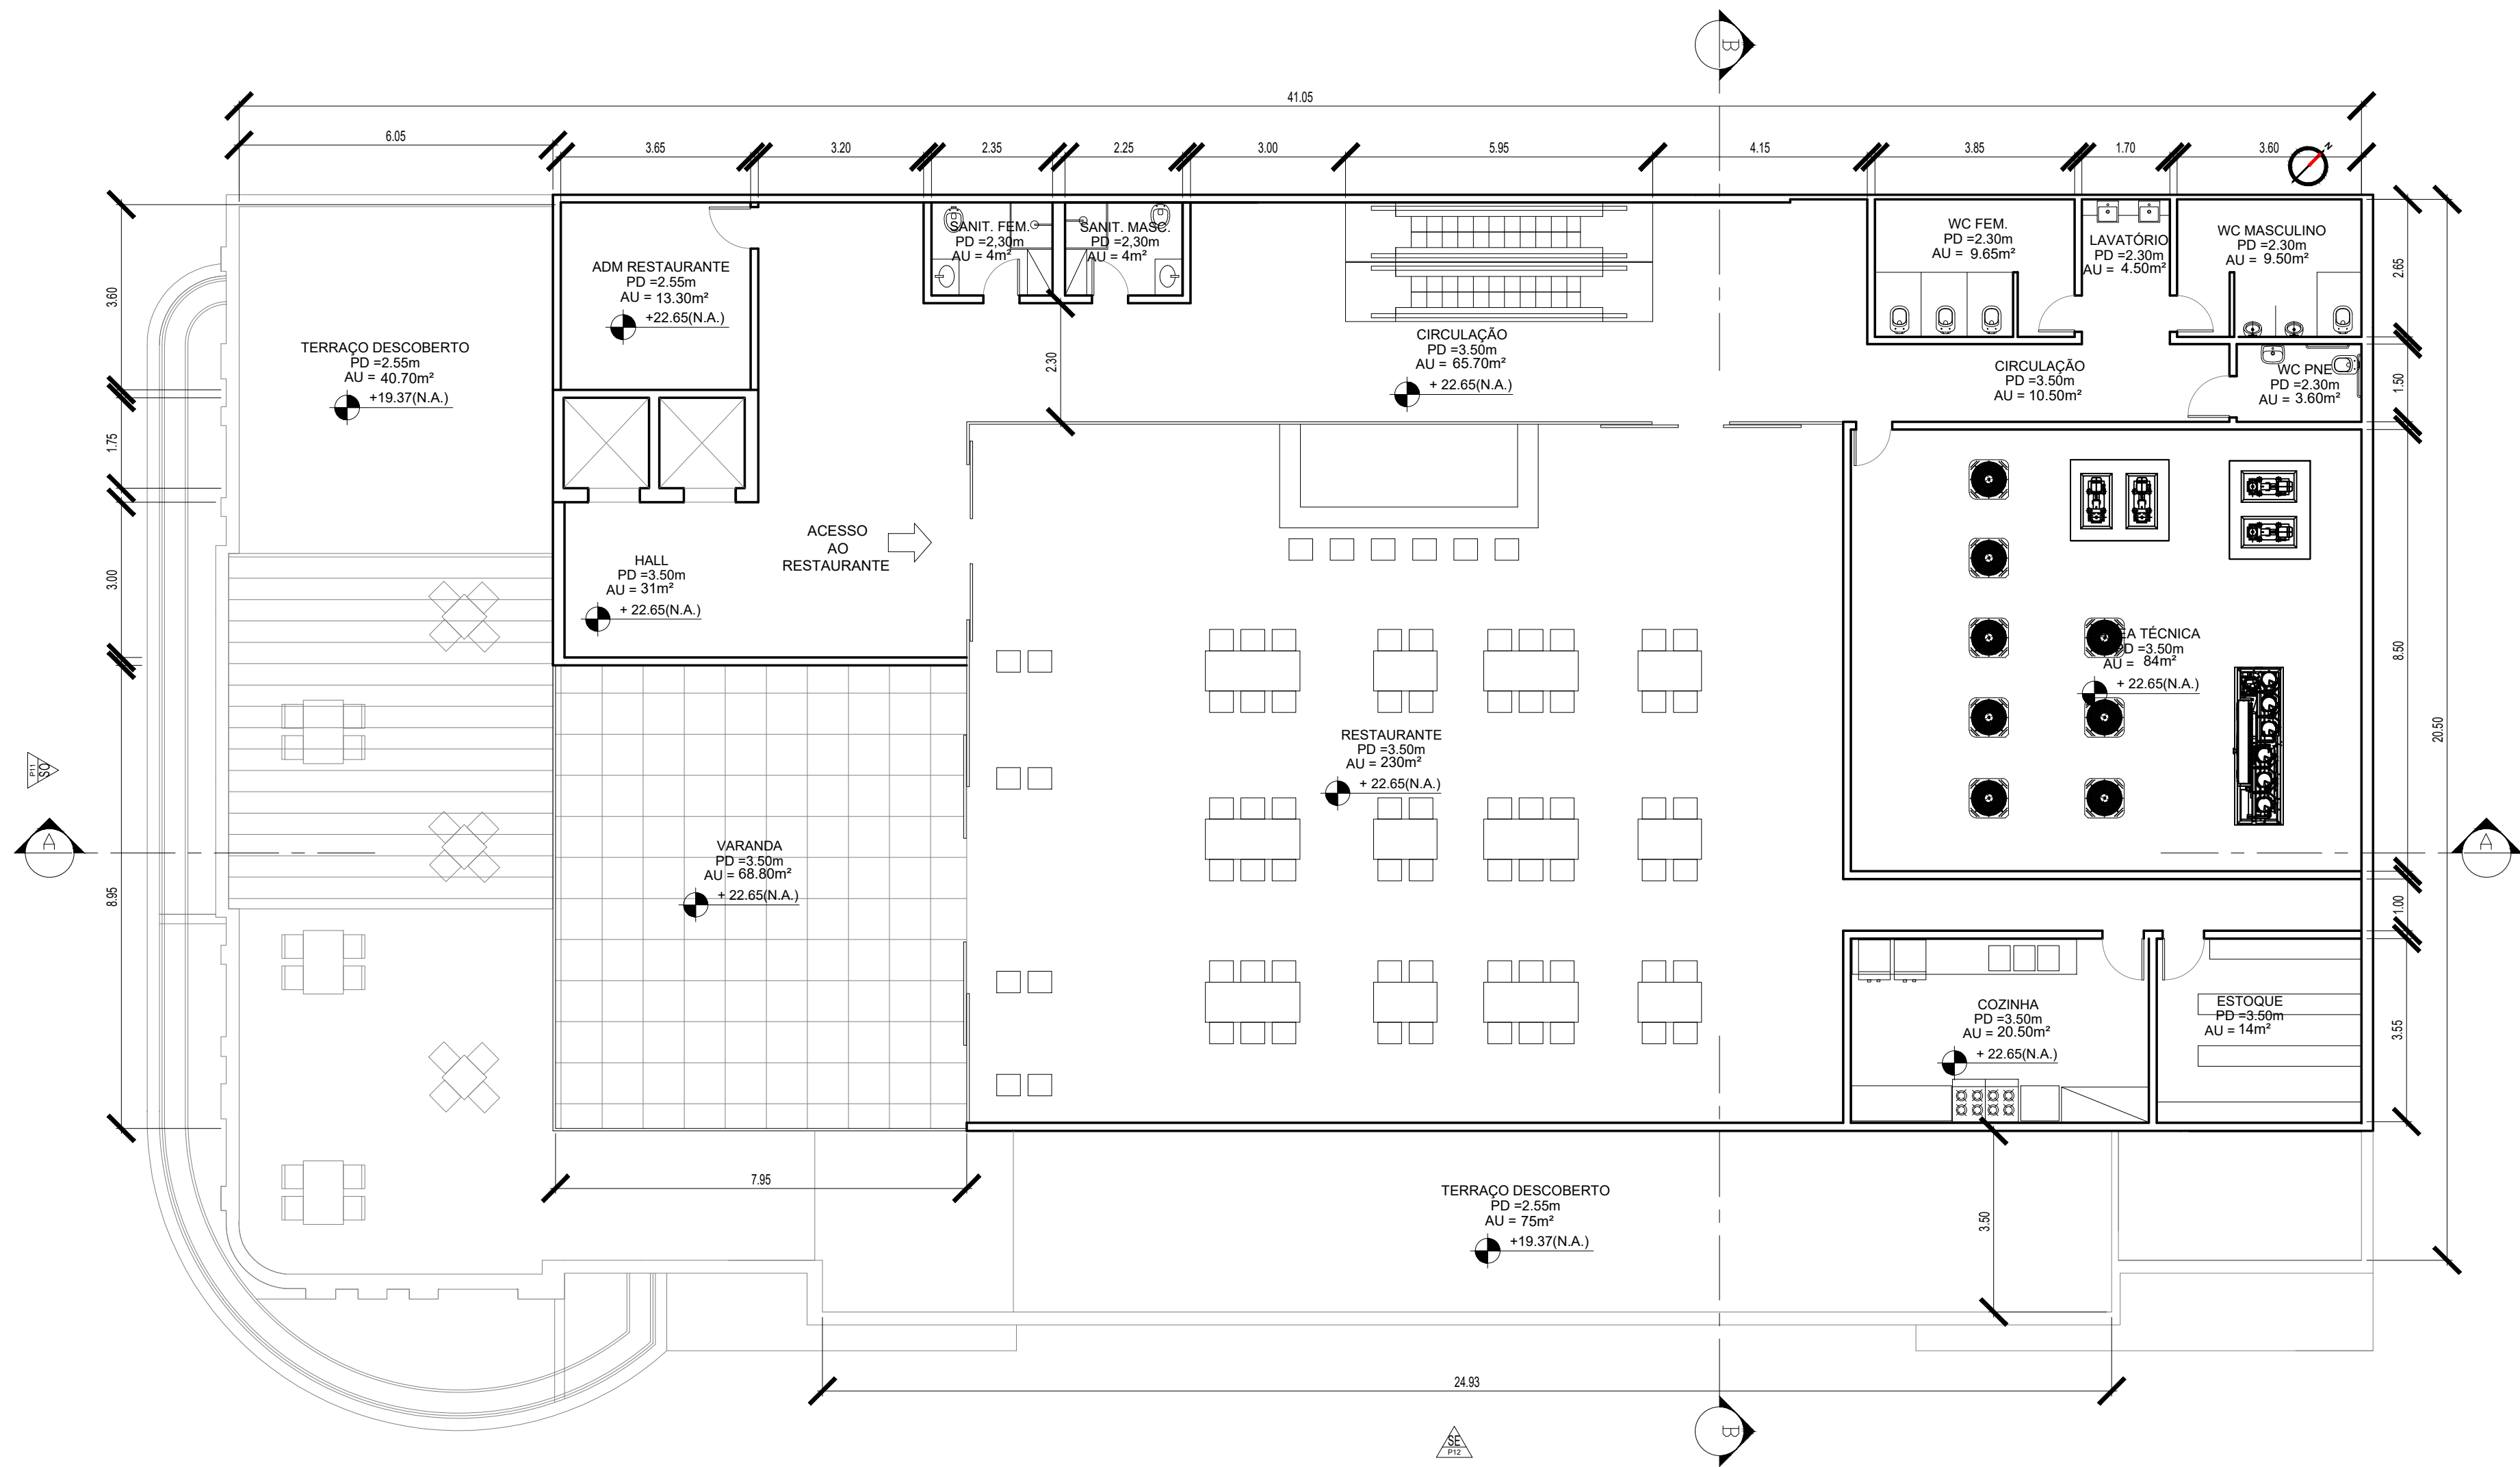 B
41.05
6.05
3.65
3.20
2.35
2.25
3.00
5.95
4.15
3.85
1.70
3.60
N
SANIT. FEM.
PD =2,30m
AU = 4m²
SANIT. MASC.
PD =2,30m
AU = 4m²
WC FEM.
PD =2.30m
AU = 9.65m²
LAVATÓRIO
PD =2.30m
AU = 4.50m²
WC MASCULINO
PD =2.30m
AU = 9.50m²
ADM RESTAURANTE
PD =2.55m
AU = 13.30m²
+22.65(N.A.)
3.60
2.65
TERRAÇO DESCOBERTO
PD =2.55m
AU = 40.70m²
+19.37(N.A.)
2.30
CIRCULAÇÃO
PD =3.50m
AU = 65.70m²
+ 22.65(N.A.)
CIRCULAÇÃO
PD =3.50m
AU = 10.50m²
WC PNE
PD =2.30m
AU = 3.60m²
1.50
1.75
ACESSO
AO
RESTAURANTE
HALL
PD =3.50m
AU = 31m²
+ 22.65(N.A.)
3.00
TÉCNICA
PD =3.50m
AU = 84m²
+ 22.65(N.A.)
8.50
20.50
RESTAURANTE
PD =3.50m
AU = 230m²
+ 22.65(N.A.)
SO
P11
A
VARANDA
PD =3.50m
AU = 68.80m²
+ 22.65(N.A.)
A
8.95
1.00
COZINHA
PD =3.50m
AU = 20.50m²
+ 22.65(N.A.)
ESTOQUE
PD =3.50m
AU = 14m²
3.55
7.95
TERRAÇO DESCOBERTO
PD =2.55m
AU = 75m²
+19.37(N.A.)
3.50
24.93
SE
P12
B